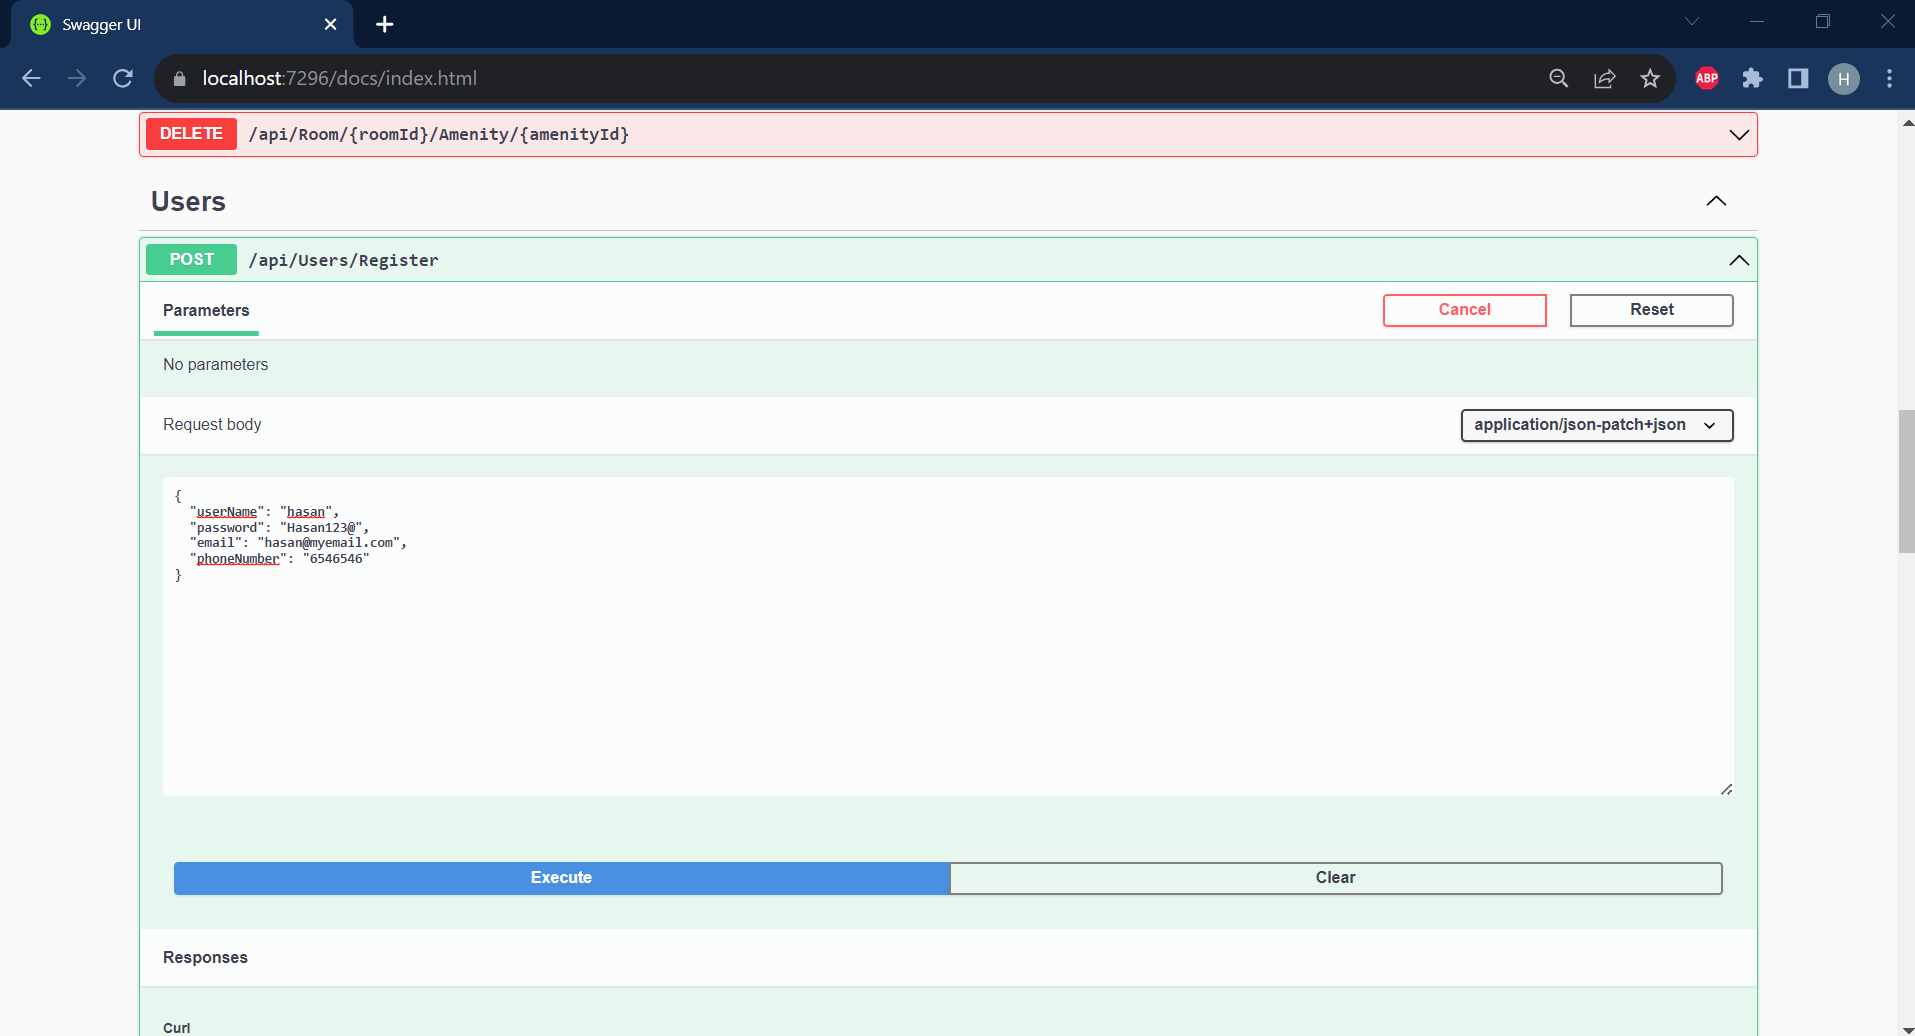 Swagger UI
localhost:7296/docs/index.html
ABP
H
DELETE /api/Room/{roomId}/Amenity/{amenityId}
Users
POST /api/Users/Register
Parameters
Cancel
Reset
No parameters
Request body
application/json-patch+json
{
"userName": "hasan",
"password": "Hasan123@",
"email": "hasan@myemail.com",
"phoneNumber": "6546546"
}
Execute
Clear
Responses
Curl